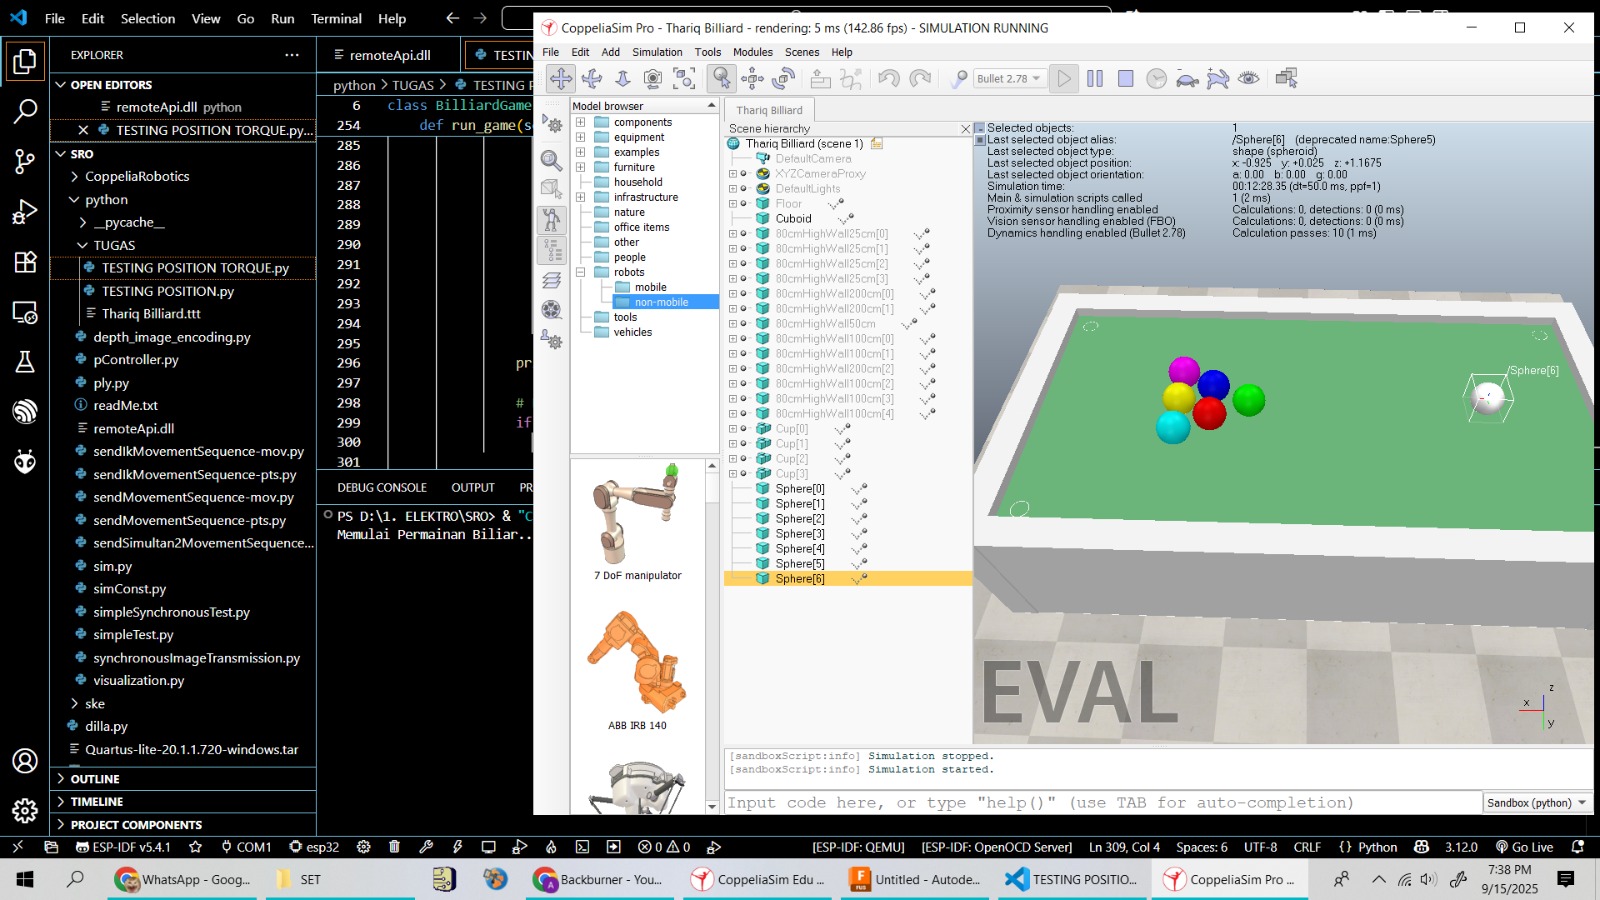 File Edit Selection View Go Run Terminal Help
CoppeliaSim Pro - Thariq Billiard - rendering: 5 ms (142.86 fps) - SIMULATION RUNNING
EXPLORER
OPEN EDITORS
remoteApi.dll python
TESTING POSITION TORQUE.py...
SRO
CoppeliaRobotics
python
__pycache__
TUGAS
TESTING POSITION TORQUE.py
TESTING POSITION.py
Thariq Billiard.ttt
depth_image_encoding.py
pController.py
ply.py
readMe.txt
remoteApi.dll
sendIkMovementSequence-mov.py
sendIkMovementSequence-pts.py
sendMovementSequence-mov.py
sendMovementSequence-pts.py
sendSimultan2MovementSequence...
sim.py
simConst.py
simpleSynchronousTest.py
simpleTest.py
synchronousImageTransmission.py
visualization.py
ske
dilla.py
Quartus-lite-20.1.1.720-windows.tar
OUTLINE
TIMELINE
PROJECT COMPONENTS
remoteApi.dll
TESTIN
python > TUGAS > TESTING F
6 class BilliardGame
254 def run_game(s
285
286
287
288
289
290
291
292
293
294
295
296 pr
297
298 #
299 if
300
301
DEBUG CONSOLE OUTPUT PR
PS D:\1. ELEKTRO\SRO> & "C
Memulai Permainan Biliar..
File Edit Add Simulation Tools Modules Scenes Help
Bullet 2.78
Model browser
components
equipment
examples
furniture
household
infrastructure
nature
office items
other
people
robots
mobile
non-mobile
tools
vehicles
7 DoF manipulator
ABB IRB 140
Thariq Billiard
Scene hierarchy
Thariq Billiard (scene 1)
DefaultCamera
XYZCameraProxy
DefaultLights
Floor
Cuboid
80cmHighWall25cm[0]
80cmHighWall25cm[1]
80cmHighWall25cm[2]
80cmHighWall25cm[3]
80cmHighWall200cm[0]
80cmHighWall200cm[1]
80cmHighWall50cm
80cmHighWall100cm[0]
80cmHighWall100cm[1]
80cmHighWall100cm[2]
80cmHighWall100cm[2]
80cmHighWall100cm[3]
80cmHighWall100cm[4]
Cup[0]
Cup[1]
Cup[2]
Cup[3]
Sphere[0]
Sphere[1]
Sphere[2]
Sphere[3]
Sphere[4]
Sphere[5]
Sphere[6]
Selected objects: 1
Last selected object alias: /Sphere[6] (deprecated name:Sphere5)
Last selected object type: shape (spheroid)
Last selected object position: x: -0.925 y: +0.025 z: +1.1675
Last selected object orientation: a: 0.00 b: 0.00 g: 0.00
Simulation time: 00:12:28.35 (dt=50.0 ms, ppf=1)
Main & simulation scripts called 1 (2 ms)
Proximity sensor handling enabled Calculations: 0, detections: 0 (0 ms)
Vision sensor handling enabled (FBO) Calculations: 0, detections: 0 (0 ms)
Dynamics handling enabled (Bullet 2.78) Calculation passes: 10 (1 ms)
/Sphere[6]
EVAL
z
x
y
[sandboxScript:info] Simulation stopped.
[sandboxScript:info] Simulation started.
Input code here, or type "help()" (use TAB for auto-completion)
Sandbox (python)
ESP-IDF v5.4.1 COM1 esp32 0 0 [ESP-IDF: QEMU] [ESP-IDF: OpenOCD Server] Ln 309, Col 4 Spaces: 6 UTF-8 CRLF Python 3.12.0 Go Live
WhatsApp - Goog... SET Backburner - You... CoppeliaSim Edu ... Untitled - Autode... TESTING POSITIO... CoppeliaSim Pro ...
7:38 PM
9/15/2025